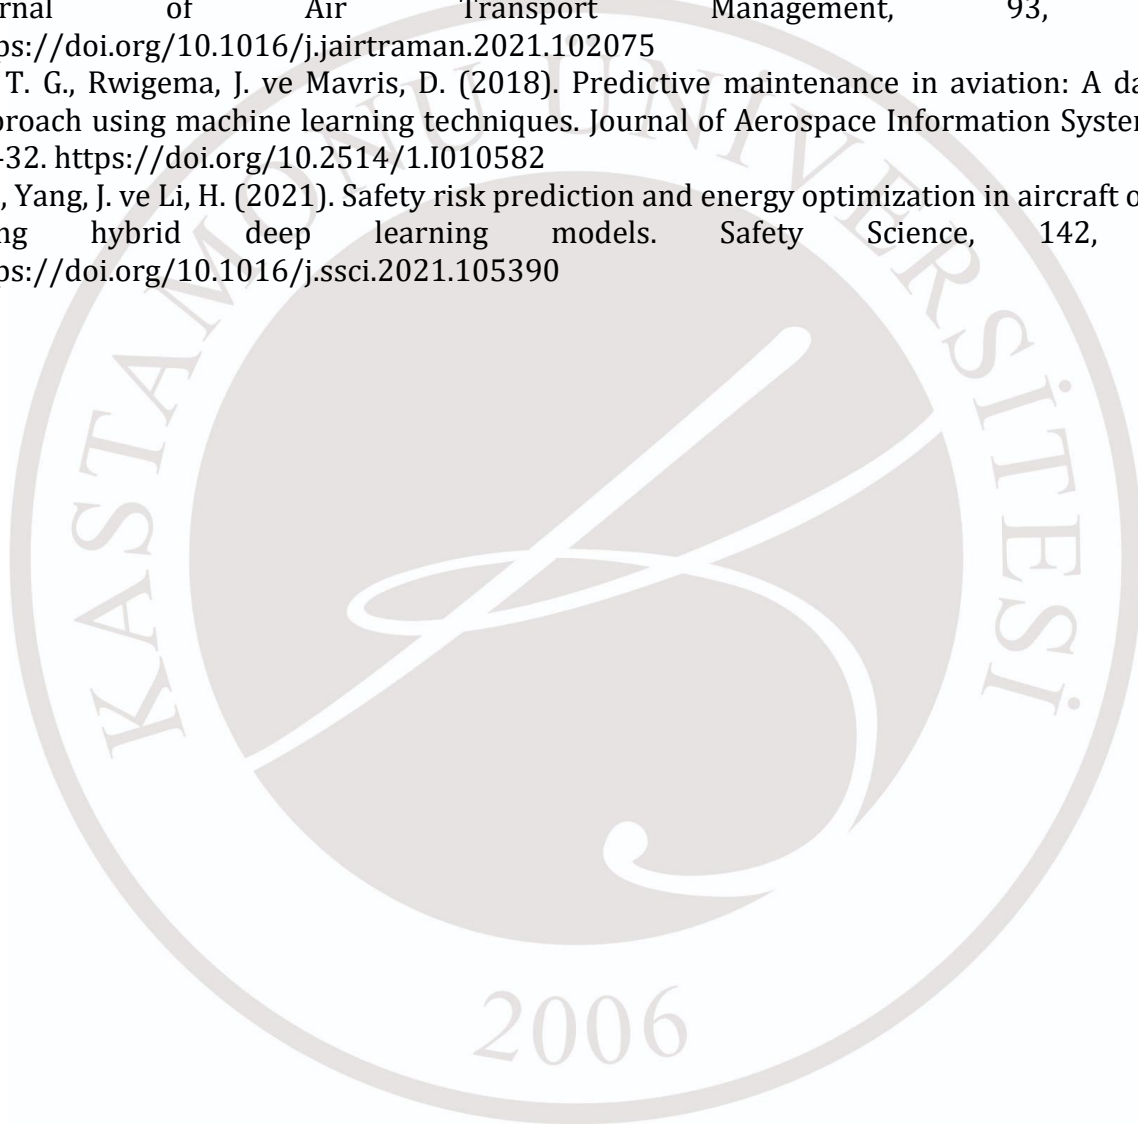 rnal of Air Transport Management, 93,
ps://doi.org/10.1016/j.jairtraman.2021.102075
T. G., Rwigema, J. ve Mavris, D. (2018). Predictive maintenance in aviation: A da
proach using machine learning techniques. Journal of Aerospace Information System
-32. https://doi.org/10.2514/1.I010582
, Yang, J. ve Li, H. (2021). Safety risk prediction and energy optimization in aircraft o
ng hybrid deep learning models. Safety Science, 142,
ps://doi.org/10.1016/j.ssci.2021.105390
KASTAMONU ÜNİVERSİTESİ
2006